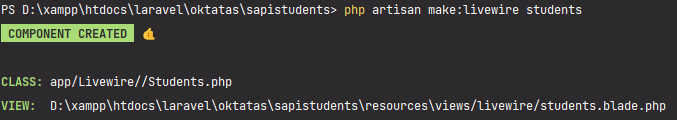 PS D:\xampp\htdocs\laravel\oktatas\sapistudents> php artisan make:livewire students
COMPONENT CREATED 🤙
CLASS: app/Livewire//Students.php
VIEW: D:\xampp\htdocs\laravel\oktatas\sapistudents\resources\views/livewire/students.blade.php